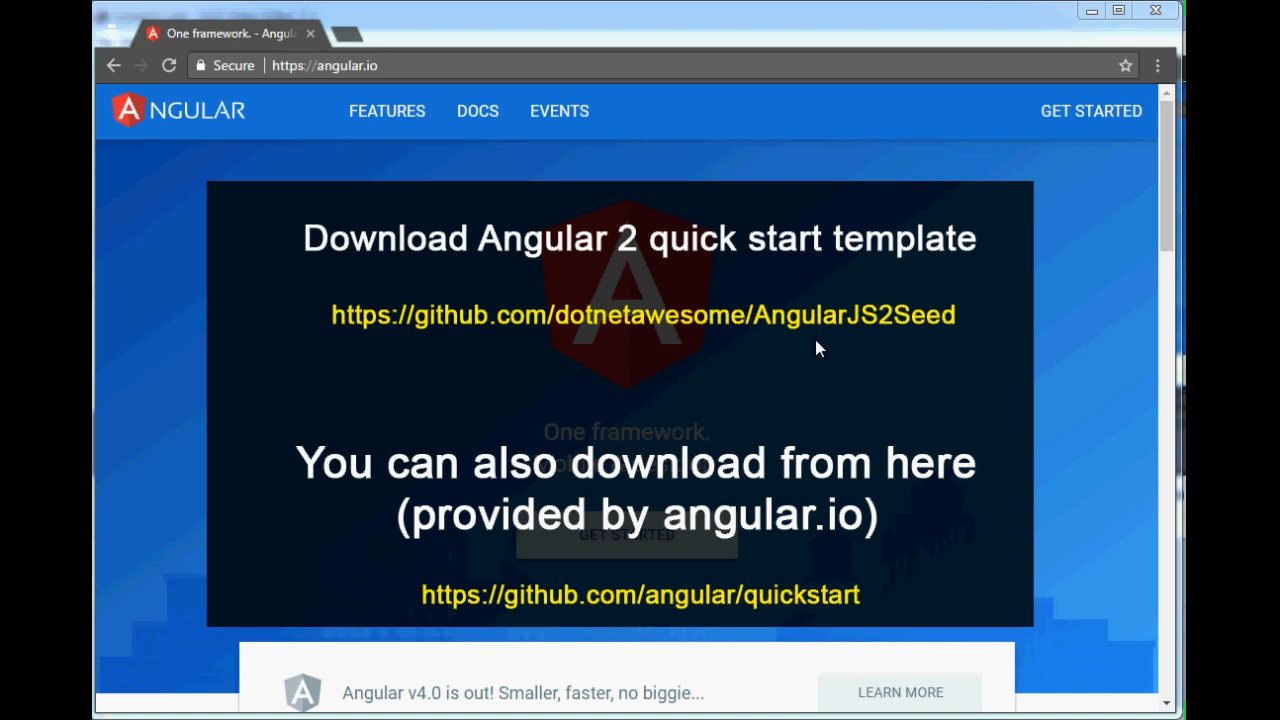 One framework. - Angula
Secure
https://angular.io
ANGULAR
FEATURES
DOCS
EVENTS
GET STARTED
Download Angular 2 quick start template
https://github.com/dotnetawesome/AngularJS2Seed
One framework.
You can also download from here
(provided by angular.io)
GET STARTED
https://github.com/angular/quickstart
Angular v4.0 is out! Smaller, faster, no biggie...
LEARN MORE